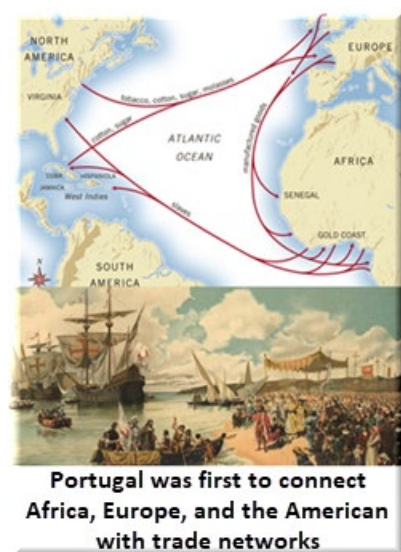 NORTH
AMERICA
EUROPE
VIRGINIA
tobacco, cotton, sugar, molasses
cotton, sugar
manufactured goods
ATLANTIC
OCEAN
AFRICA
CUBA
HISPANIOLA
JAMAICA
West Indies
SENEGAL
slaves
GOLD COAST
SOUTH
AMERICA
Portugal was first to connect
Africa, Europe, and the American
with trade networks